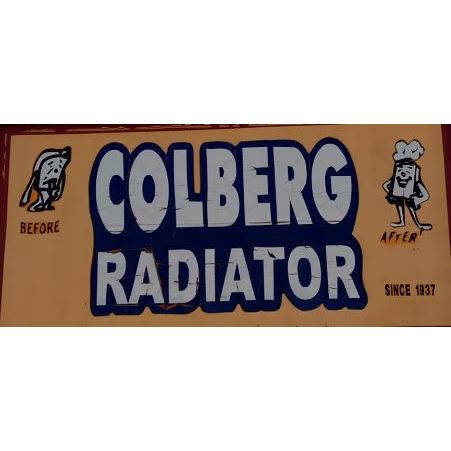 COLBERG
RADIATOR
BEFORE
AFTER
SINCE 1937